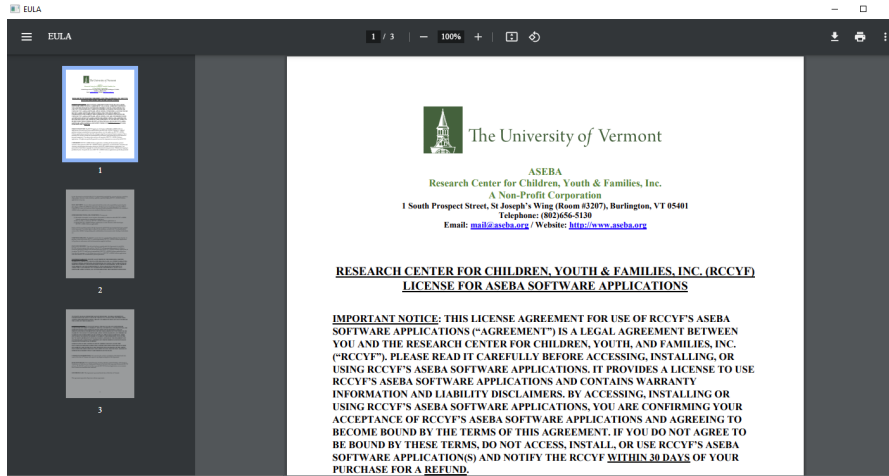 EULA
EULA
1 / 3
100%
1
2
3
The University of Vermont
ASEBA
Research Center for Children, Youth & Families, Inc.
A Non-Profit Corporation
1 South Prospect Street, St Joseph's Wing (Room #3207), Burlington, VT 05401
Telephone: (802)656-5130
Email: mail@aseba.org / Website: http://www.aseba.org
RESEARCH CENTER FOR CHILDREN, YOUTH & FAMILIES, INC. (RCCYF)
LICENSE FOR ASEBA SOFTWARE APPLICATIONS
IMPORTANT NOTICE: THIS LICENSE AGREEMENT FOR USE OF RCCYF'S ASEBA
SOFTWARE APPLICATIONS ("AGREEMENT") IS A LEGAL AGREEMENT BETWEEN
YOU AND THE RESEARCH CENTER FOR CHILDREN, YOUTH, AND FAMILIES, INC.
("RCCYF"). PLEASE READ IT CAREFULLY BEFORE ACCESSING, INSTALLING, OR
USING RCCYF'S ASEBA SOFTWARE APPLICATIONS. IT PROVIDES A LICENSE TO USE
RCCYF'S ASEBA SOFTWARE APPLICATIONS AND CONTAINS WARRANTY
INFORMATION AND LIABILITY DISCLAIMERS. BY ACCESSING, INSTALLING OR
USING RCCYF'S ASEBA SOFTWARE APPLICATIONS, YOU ARE CONFIRMING YOUR
ACCEPTANCE OF RCCYF'S ASEBA SOFTWARE APPLICATIONS AND AGREEING TO
BECOME BOUND BY THE TERMS OF THIS AGREEMENT. IF YOU DO NOT AGREE TO
BE BOUND BY THESE TERMS, DO NOT ACCESS, INSTALL, OR USE RCCYF'S ASEBA
SOFTWARE APPLICATION(S) AND NOTIFY THE RCCYF WITHIN 30 DAYS OF YOUR
PURCHASE FOR A REFUND.